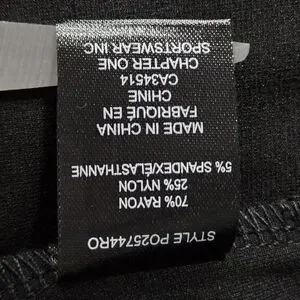 STYLE PO25744RO
70% RAYON
25% NYLON
5% SPANDEX/ÉLASTHANNE
MADE IN CHINA
FABRIQUÉ EN
CHINE
CA34514
CHAPTER ONE
SPORTSWEAR INC